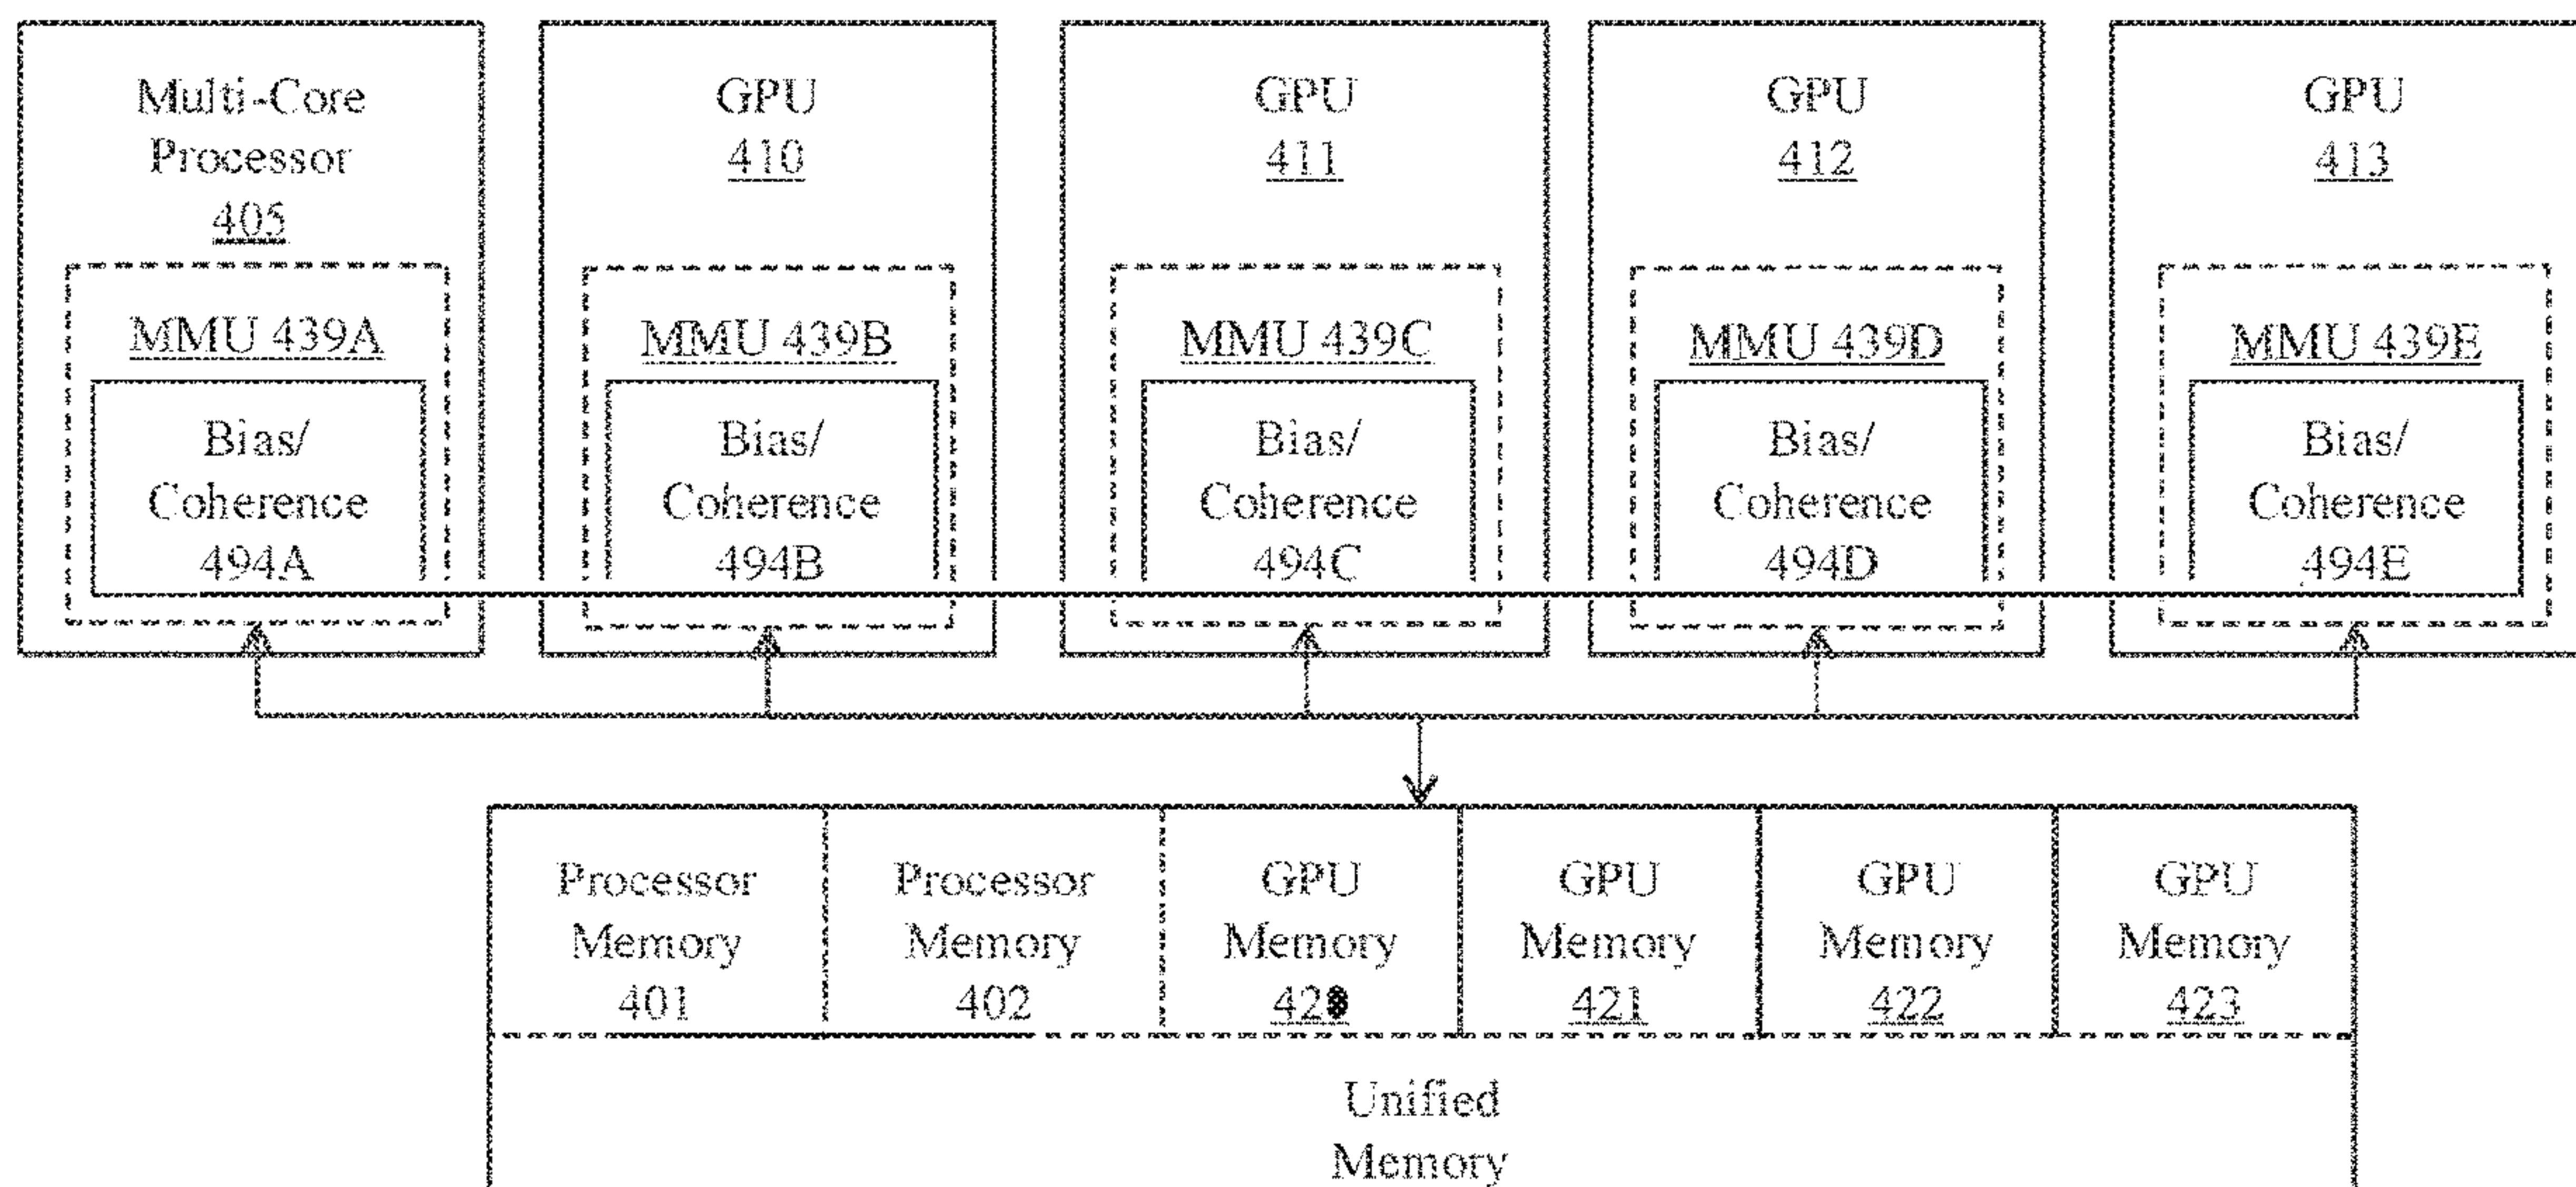 Multi-Core
Processor
405
MMU 439A
Bias/
Coherence
494A
GPU
410
MMU 439B
Bias/
Coherence
494B
GPU
411
MMU 439C
Bias/
Coherence
494C
GPU
412
MMU 439D
Bias/
Coherence
494D
GPU
413
MMU 439E
Bias/
Coherence
494E
Processor
Memory
401
Processor
Memory
402
GPU
Memory
420
GPU
Memory
421
GPU
Memory
422
GPU
Memory
423
Unified
Memory